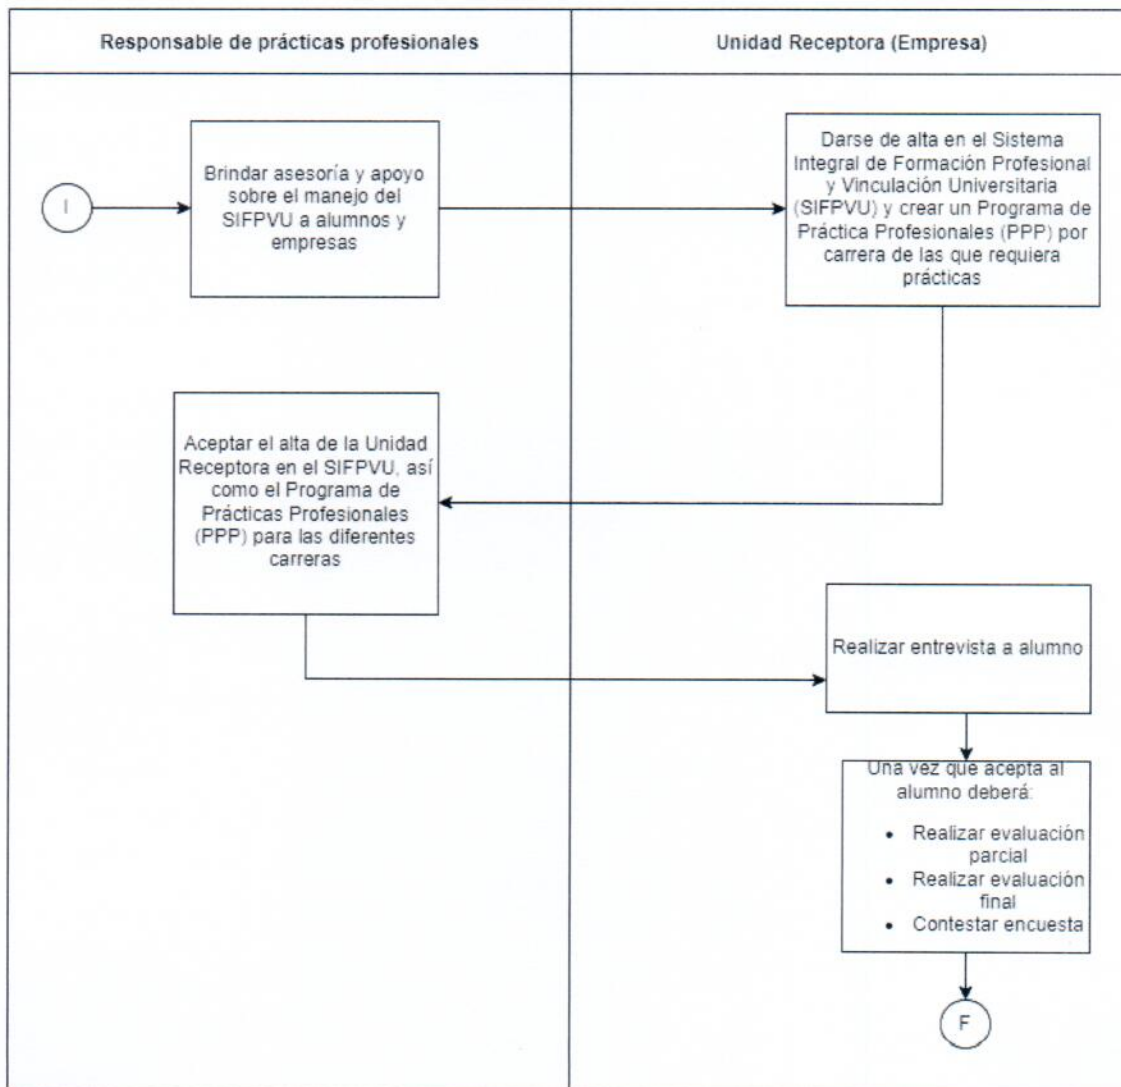 Responsable de prácticas profesionales
Unidad Receptora (Empresa)
I
Brindar asesoría y apoyo
sobre el manejo del
SIFPVU a alumnos y
empresas
Darse de alta en el Sistema
Integral de Formación Profesional
y Vinculación Universitaria
(SIFPVU) y crear un Programa de
Práctica Profesionales (PPP) por
carrera de las que requiera
prácticas
Aceptar el alta de la Unidad
Receptora en el SIFPVU, así
como el Programa de
Prácticas Profesionales
(PPP) para las diferentes
carreras
Realizar entrevista a alumno
Una vez que acepta al
alumno deberá:
• Realizar evaluación
parcial
• Realizar evaluación
final
• Contestar encuesta
F